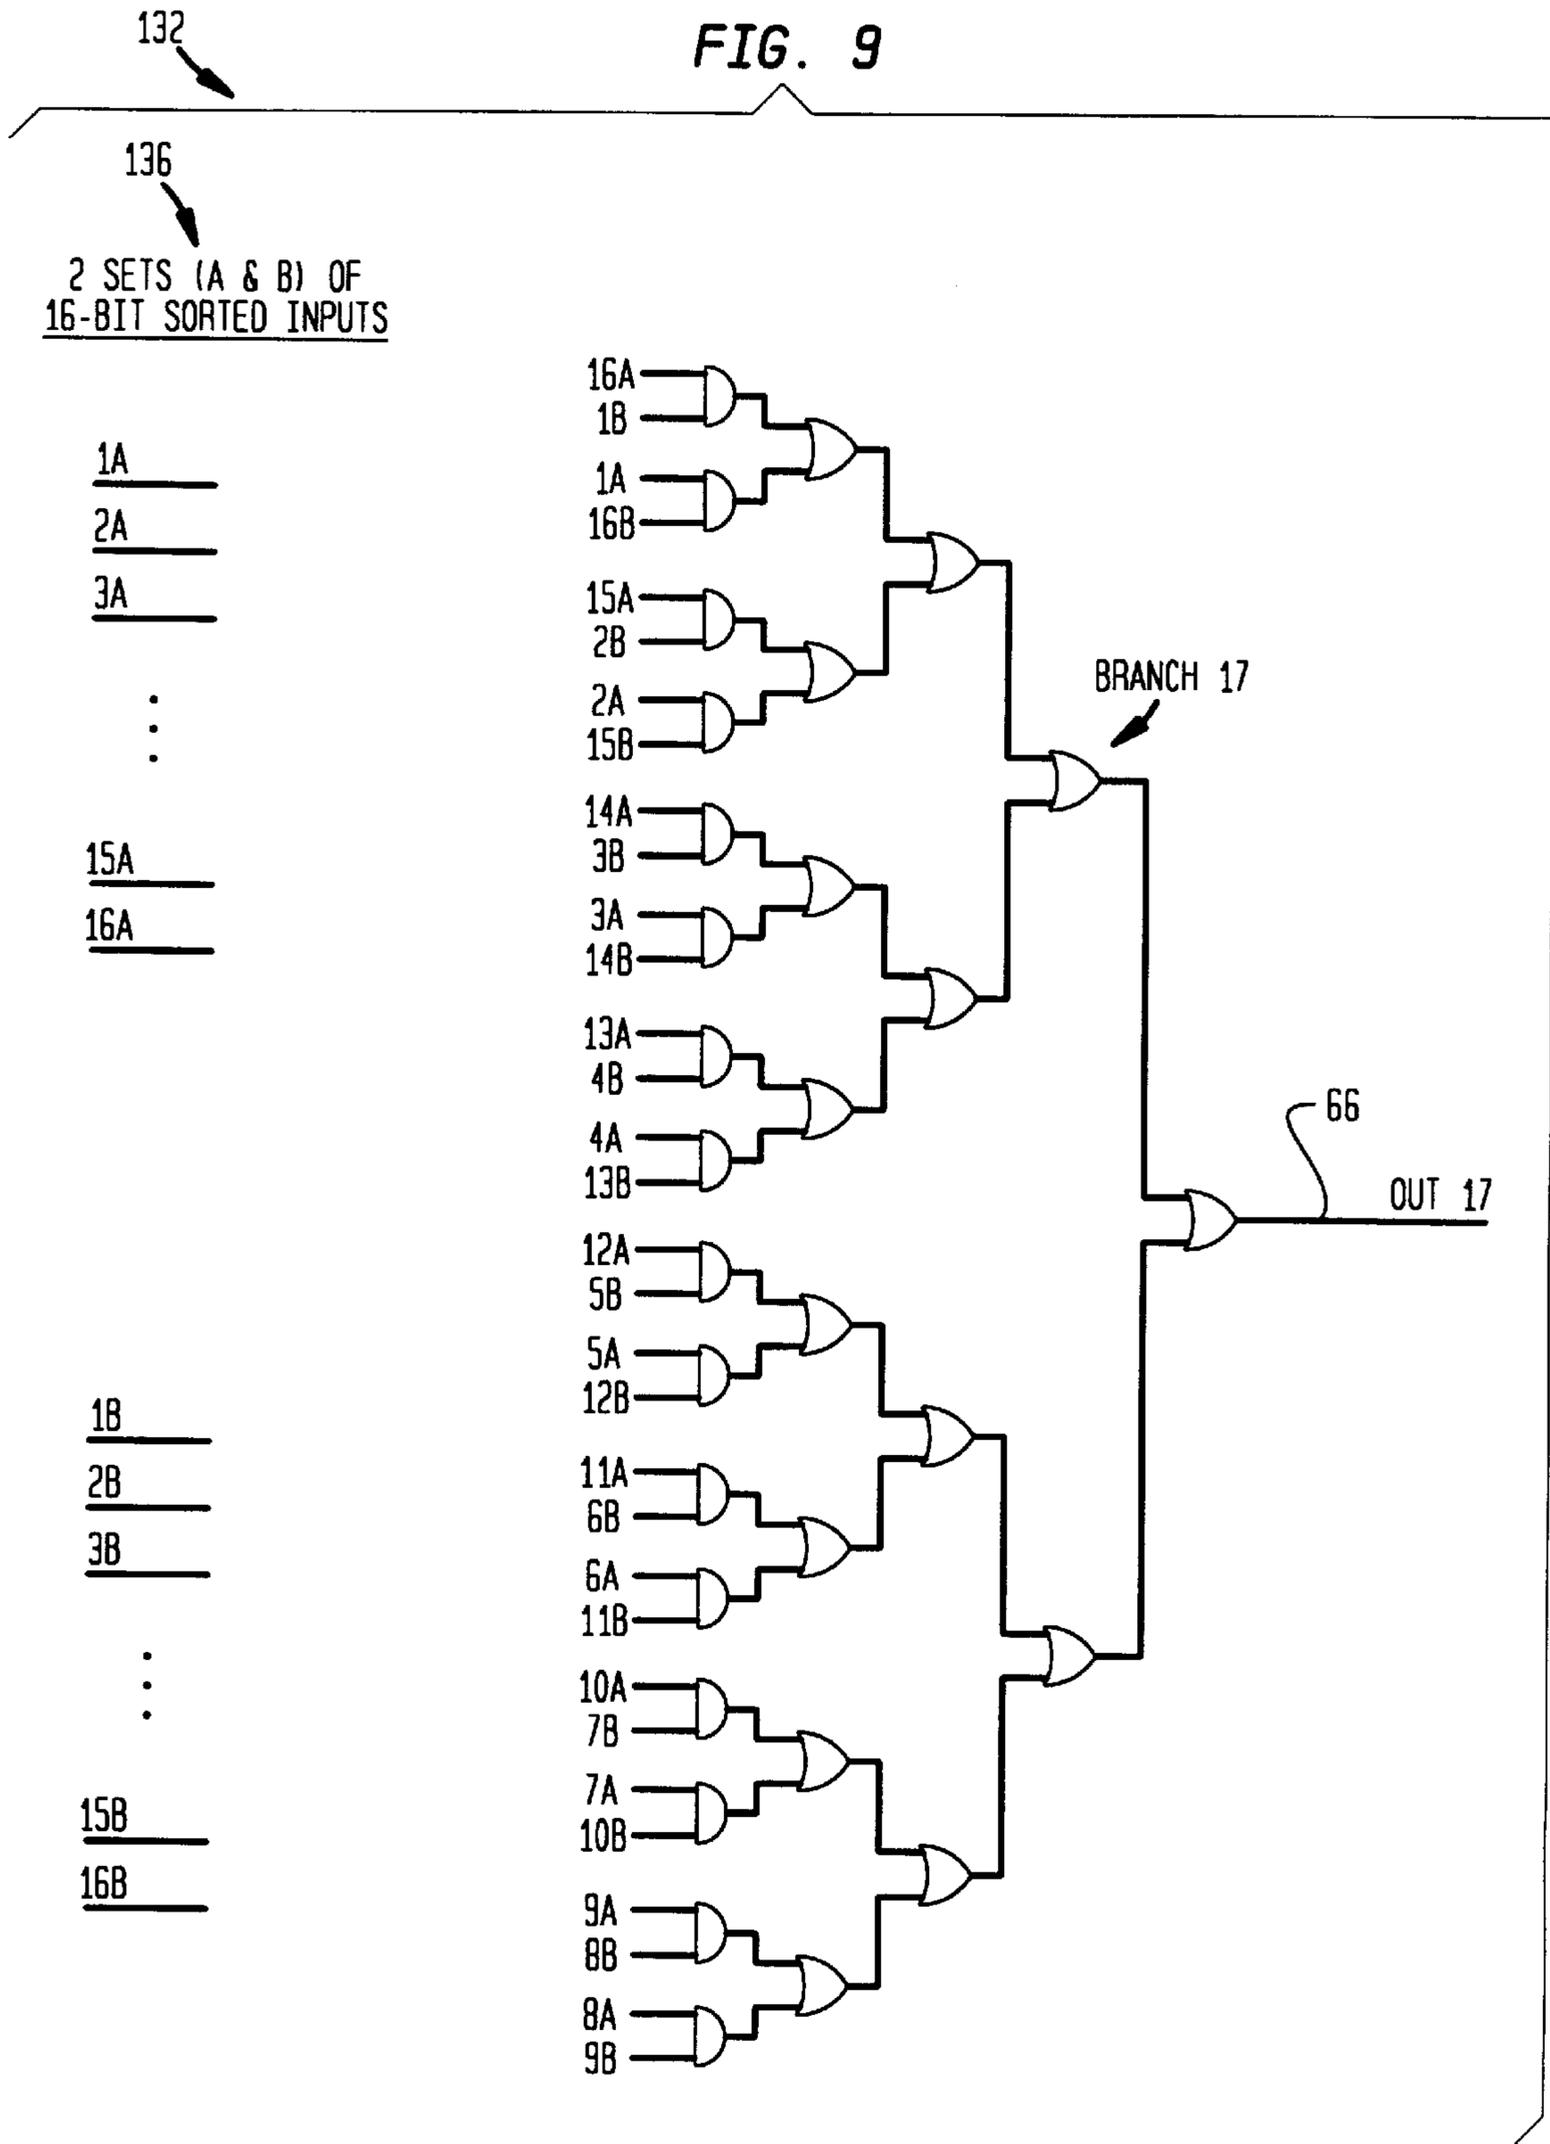 132
FIG. 9
136
2 SETS (A & B) OF
16-BIT SORTED INPUTS
1A
2A
3A
15A
16A
1B
2B
3B
15B
16B
16A
1B
1A
16B
15A
2B
2A
15B
14A
3B
3A
14B
13A
4B
4A
13B
12A
5B
5A
12B
11A
6B
6A
11B
10A
7B
7A
10B
9A
8B
8A
9B
BRANCH 17
66
OUT 17